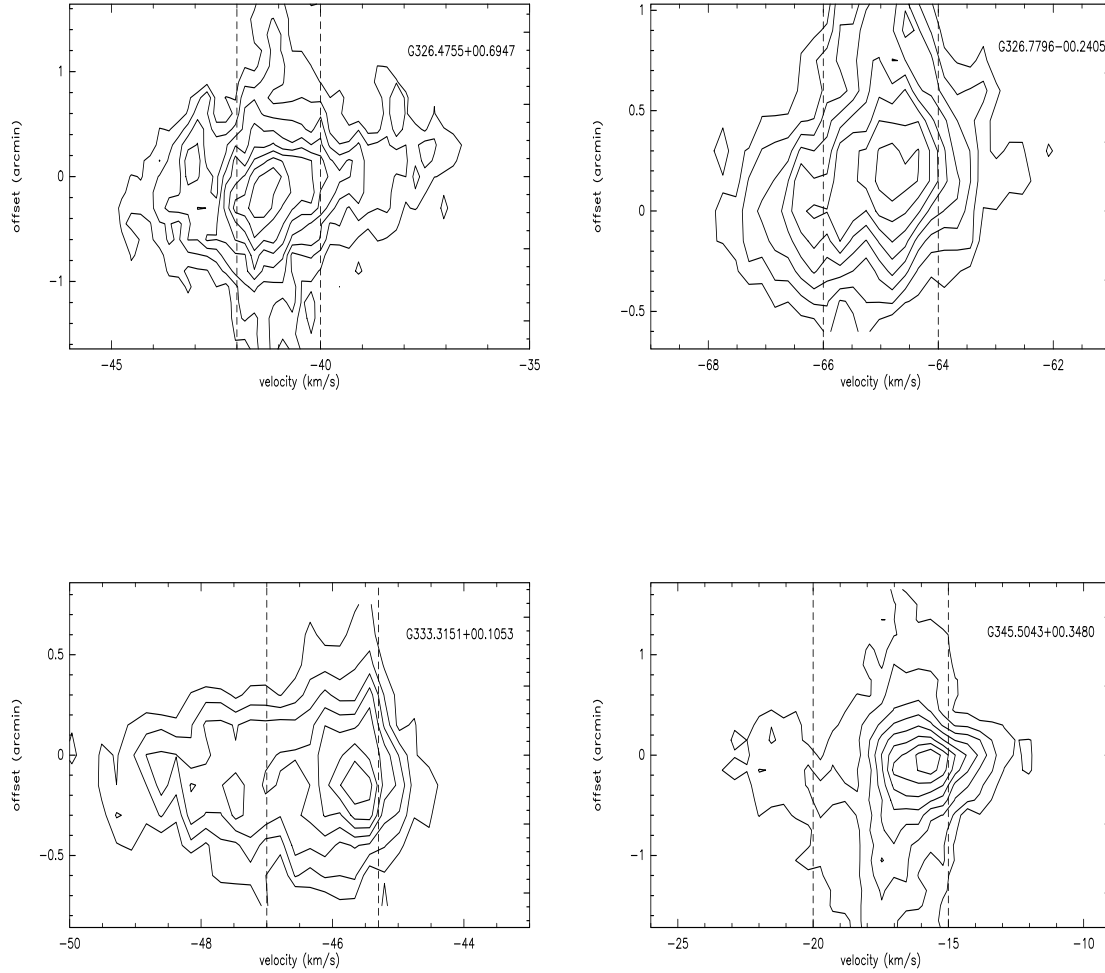 G326.4755+00.6947
1
0
−1
offset (arcmin)
−45
−40
−35
velocity (km/s)
G326.7796−00.2405
1
0.5
0
−0.5
offset (arcmin)
−68
−66
−64
−62
velocity (km/s)
G333.3151+00.1053
0.5
0
−0.5
offset (arcmin)
−50
−48
−46
−44
velocity (km/s)
G345.5043+00.3480
1
0
−1
offset (arcmin)
−25
−20
−15
−10
velocity (km/s)